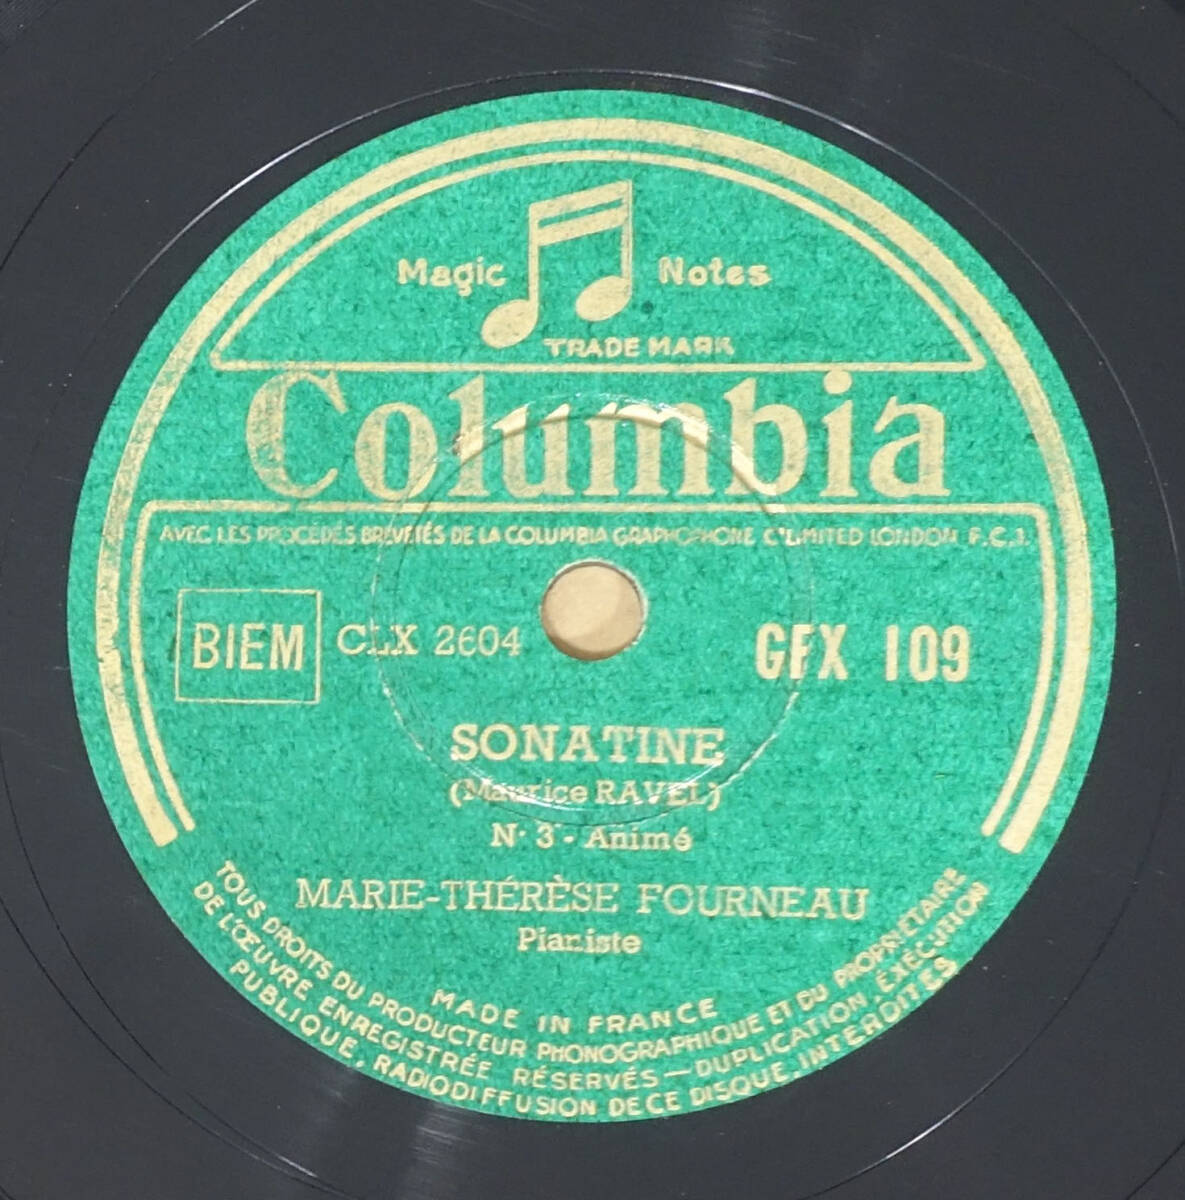 Magic Notes
TRADE MARK
Columbia
AVEC LES PROCÉDÉS BREVETÉS DE LA COLUMBIA GRAPHOPHONE Cº LIMITED LONDON F.C.I.
BIEM CLX 2604 GFX 109
SONATINE
(Maurice RAVEL)
N· 3 - Animé
MARIE-THÉRÈSE FOURNEAU
Pianiste
MADE IN FRANCE
TOUS DROITS DU PRODUCTEUR PHONOGRAPHIQUE ET DU PROPRIÉTAIRE
DE L'ŒUVRE ENREGISTRÉE RÉSERVÉS — DUPLICATION, EXÉCUTION
PUBLIQUE, RADIODIFFUSION DE CE DISQUE, INTERDITES